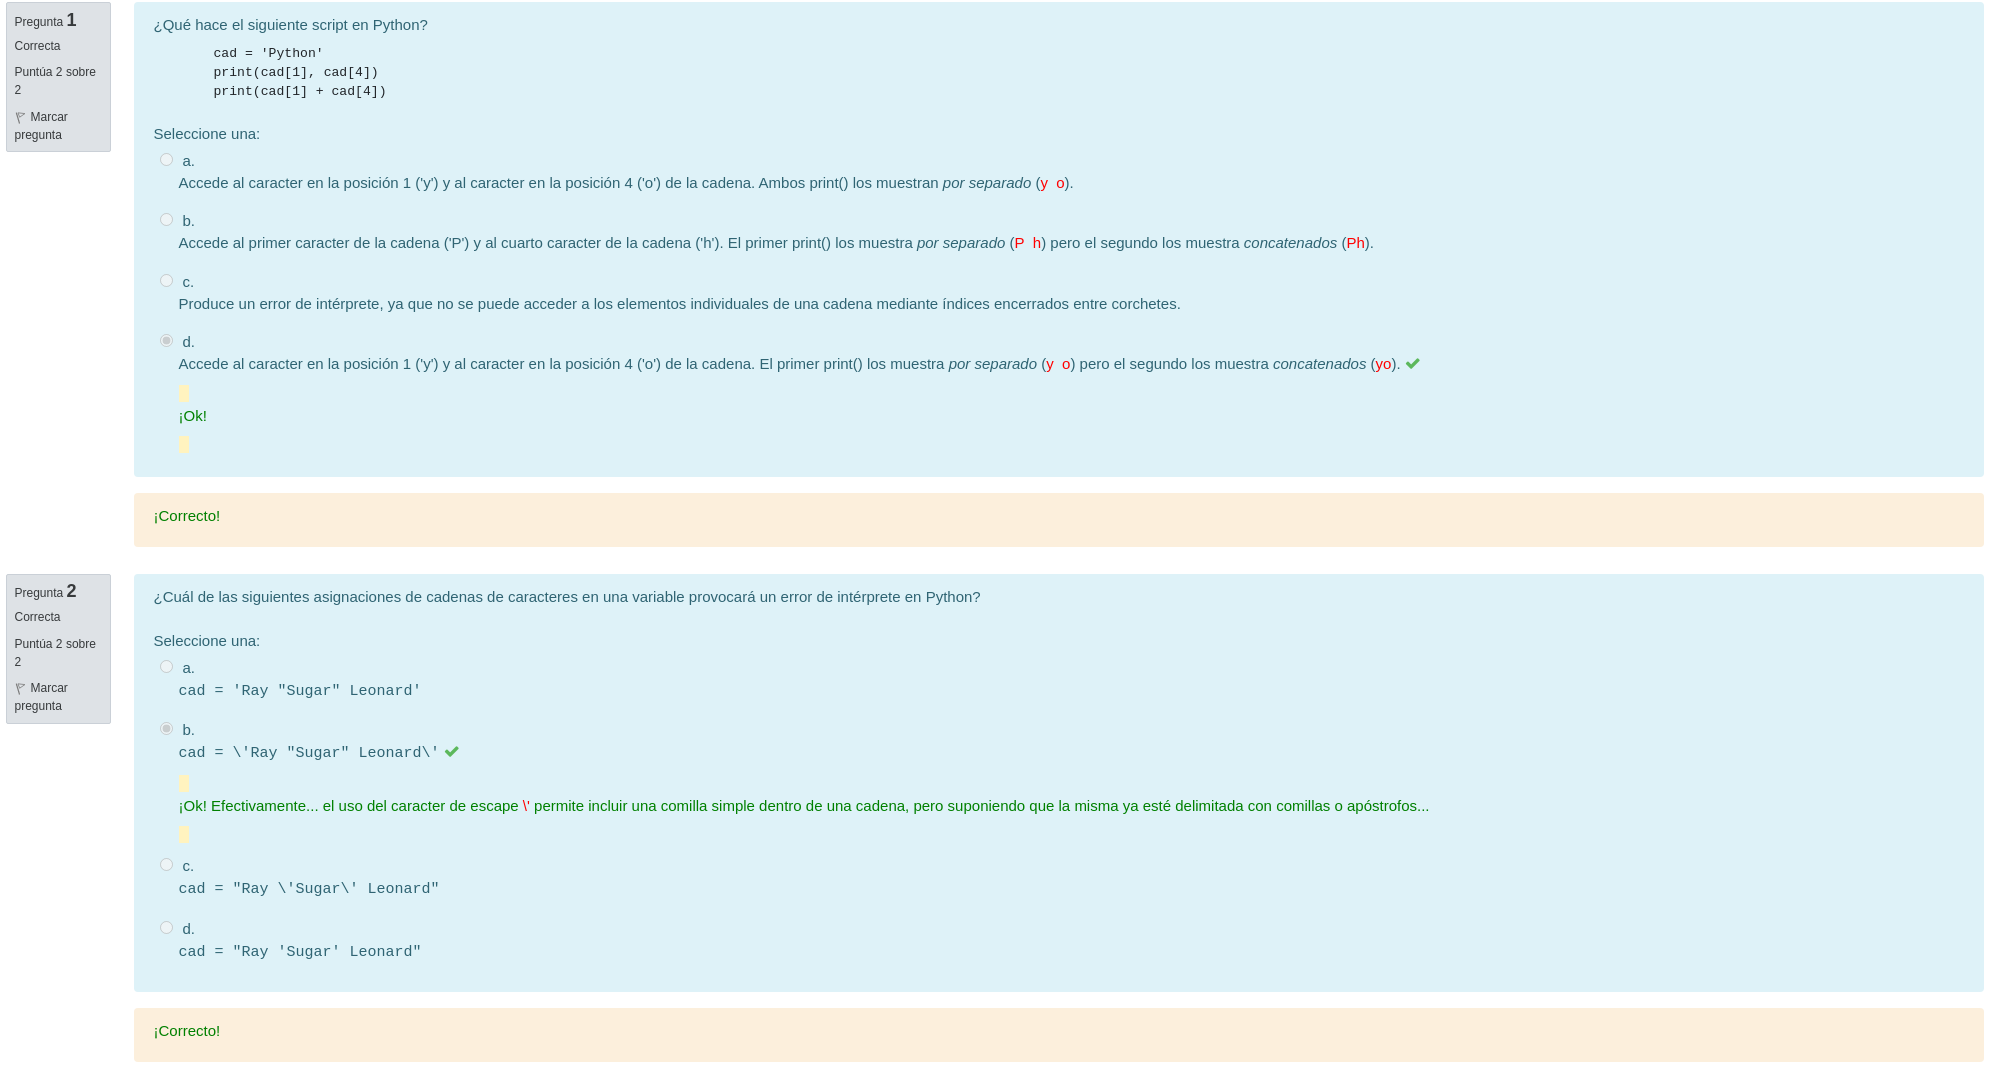 Pregunta 1
Correcta
Puntúa 2 sobre
2
Marcar
pregunta
¿Qué hace el siguiente script en Python?
cad = 'Python'
print(cad[1], cad[4])
print(cad[1] + cad[4])
Seleccione una:
a.
Accede al caracter en la posición 1 ('y') y al caracter en la posición 4 ('o') de la cadena. Ambos print() los muestran por separado (y  o).
b.
Accede al primer caracter de la cadena ('P') y al cuarto caracter de la cadena ('h'). El primer print() los muestra por separado (P  h) pero el segundo los muestra concatenados (Ph).
c.
Produce un error de intérprete, ya que no se puede acceder a los elementos individuales de una cadena mediante índices encerrados entre corchetes.
d.
Accede al caracter en la posición 1 ('y') y al caracter en la posición 4 ('o') de la cadena. El primer print() los muestra por separado (y  o) pero el segundo los muestra concatenados (yo).
¡Ok!
¡Correcto!
Pregunta 2
Correcta
Puntúa 2 sobre
2
Marcar
pregunta
¿Cuál de las siguientes asignaciones de cadenas de caracteres en una variable provocará un error de intérprete en Python?
Seleccione una:
a.
cad = 'Ray "Sugar" Leonard'
b.
cad = \'Ray "Sugar" Leonard\'
¡Ok! Efectivamente... el uso del caracter de escape \' permite incluir una comilla simple dentro de una cadena, pero suponiendo que la misma ya esté delimitada con comillas o apóstrofos...
c.
cad = "Ray \'Sugar\' Leonard"
d.
cad = "Ray 'Sugar' Leonard"
¡Correcto!